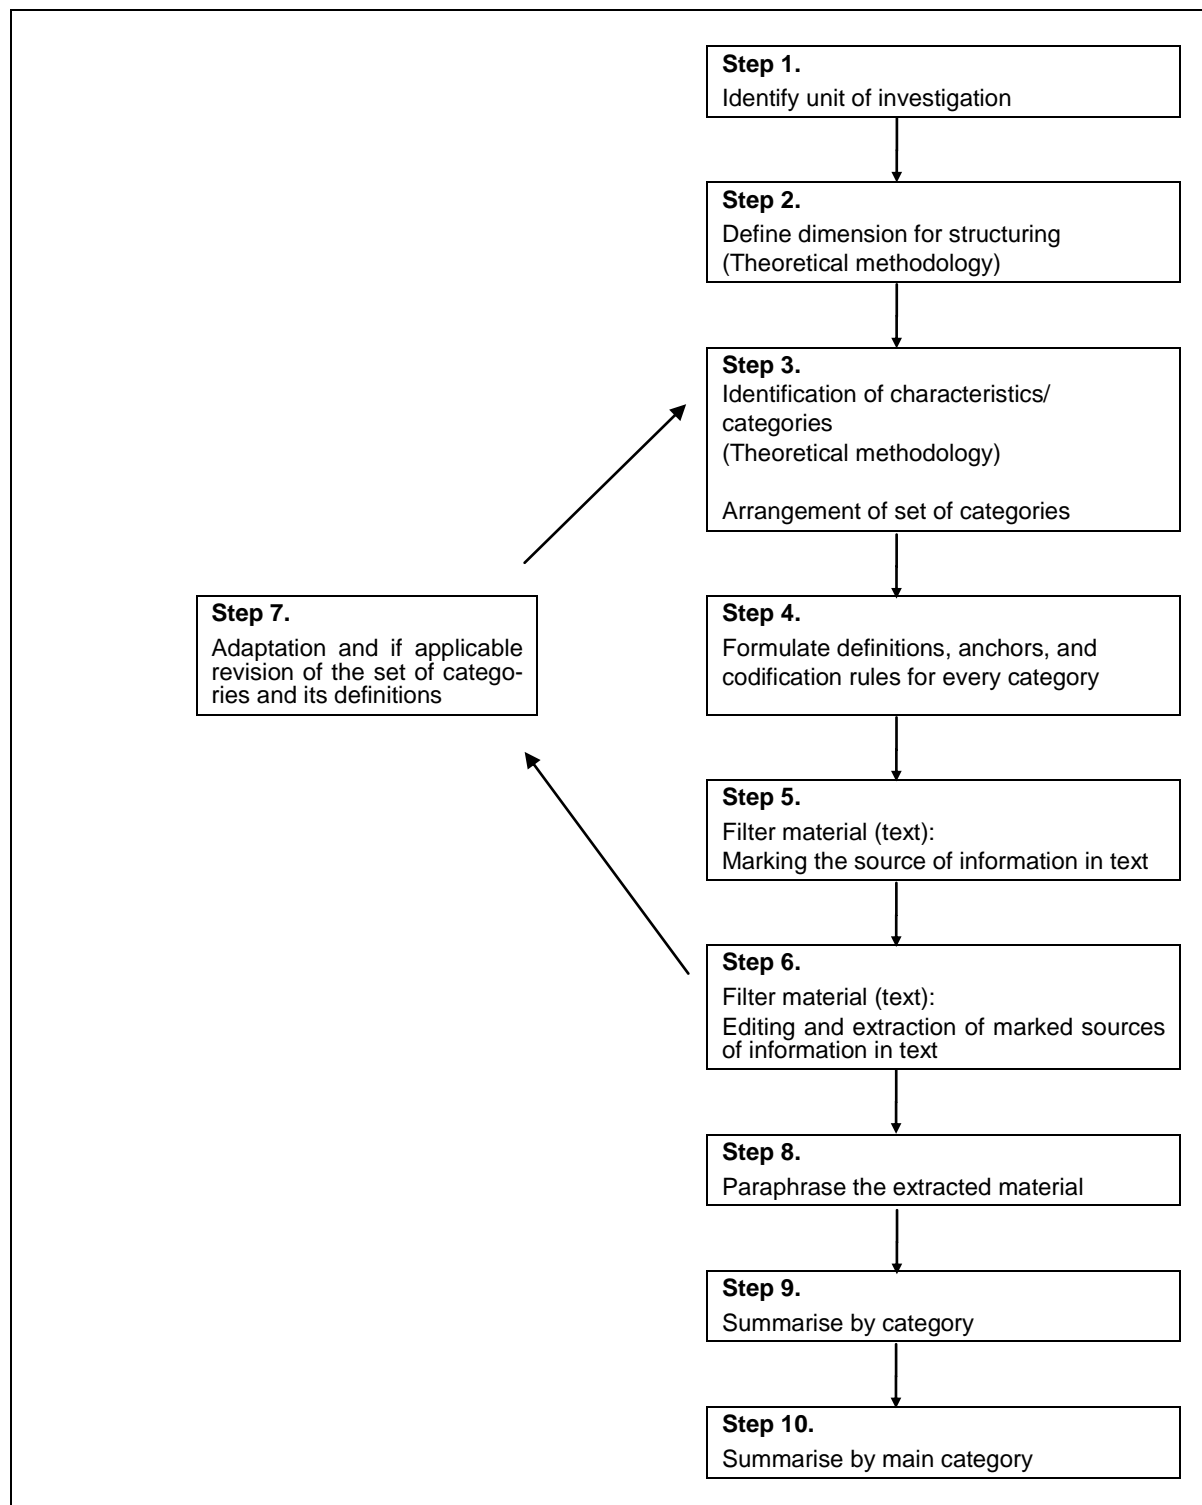 Step 1.
Identify unit of investigation
Step 2.
Define dimension for structuring
(Theoretical methodology)
Step 3.
Identification of characteristics/
categories
(Theoretical methodology)
Arrangement of set of categories
Step 4.
Formulate definitions, anchors, and
codification rules for every category
Step 5.
Filter material (text):
Marking the source of information in text
Step 6.
Filter material (text):
Editing and extraction of marked sources
of information in text
Step 7.
Adaptation and if applicable
revision of the set of catego-
ries and its definitions
Step 8.
Paraphrase the extracted material
Step 9.
Summarise by category
Step 10.
Summarise by main category